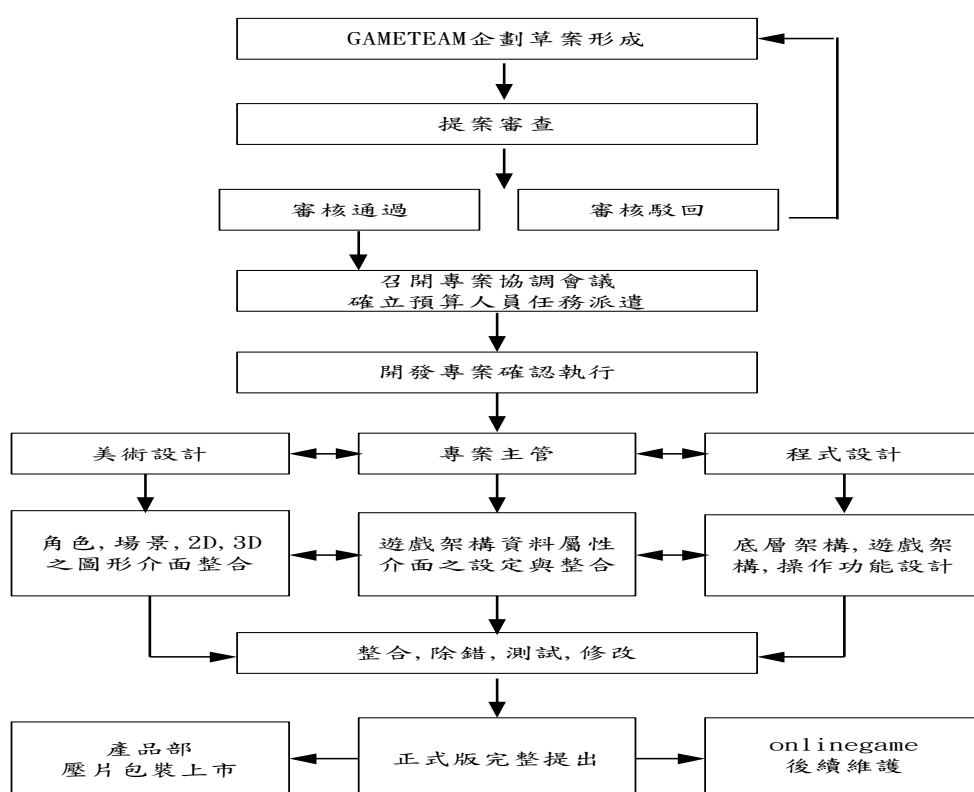 GAMETEAM企劃草案形成
提案審查
審核通過
審核駁回
召開專案協調會議
確立預算人員任務派遣
開發專案確認執行
美術設計
專案主管
程式設計
角色,場景,2D,3D
之圖形介面整合
遊戲架構資料屬性
介面之設定與整合
底層架構,遊戲架
構,操作功能設計
整合,除錯,測試,修改
產品部
壓片包裝上市
正式版完整提出
onlinegame
後續維護